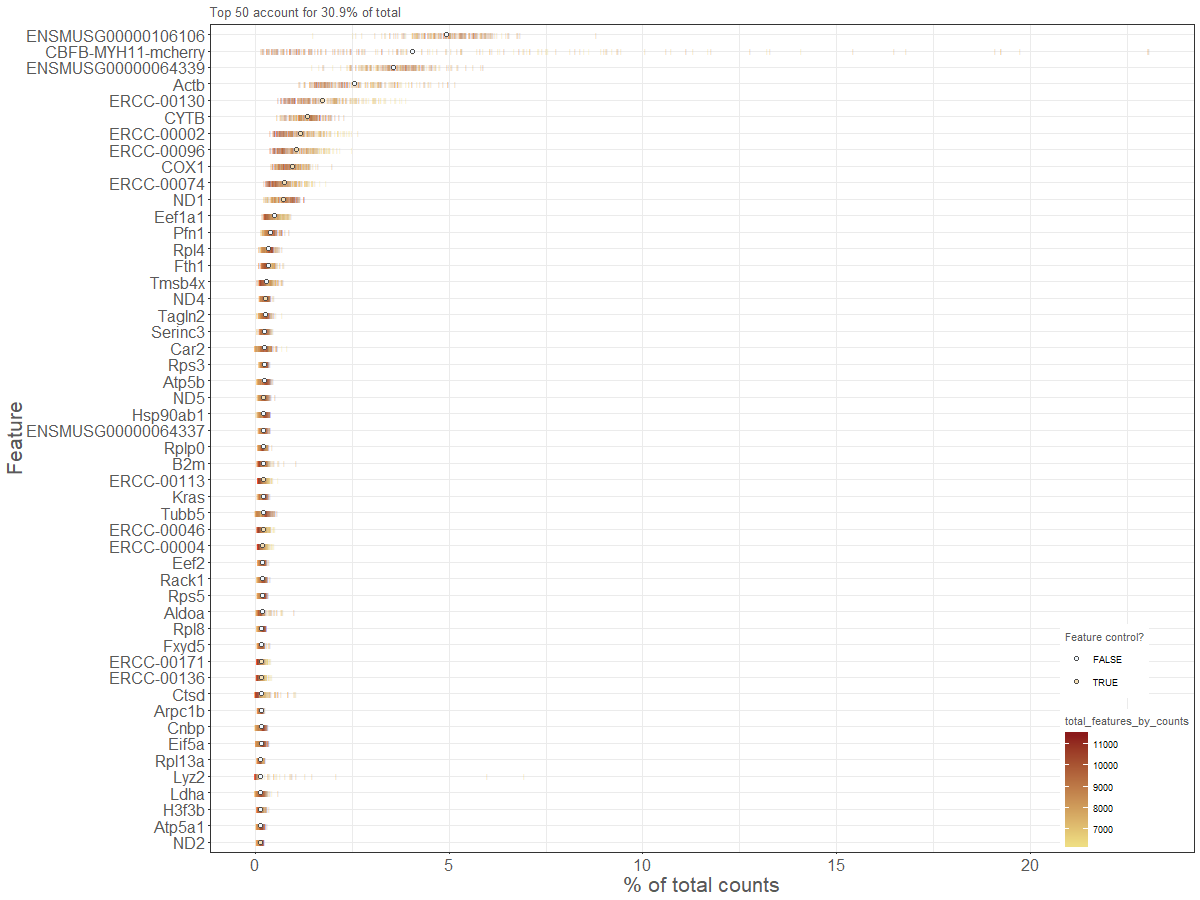 Top 50 account for 30.9% of total
ENSMUSG00000106106
CBFB-MYH11-mcherry
ENSMUSG00000064339
Actb
ERCC-00130
CYTB
ERCC-00002
ERCC-00096
COX1
ERCC-00074
ND1
Eef1a1
Pfn1
Rpl4
Fth1
Tmsb4x
ND4
Tagln2
Serinc3
Car2
Rps3
Atp5b
ND5
Hsp90ab1
ENSMUSG00000064337
Rplp0
B2m
ERCC-00113
Kras
Tubb5
ERCC-00046
ERCC-00004
Eef2
Rack1
Rps5
Aldoa
Rpl8
Fxyd5
ERCC-00171
ERCC-00136
Ctsd
Arpc1b
Cnbp
Eif5a
Rpl13a
Lyz2
Ldha
H3f3b
Atp5a1
ND2
Feature
0 5 10 15 20
% of total counts
Feature control?
FALSE
TRUE
total_features_by_counts
11000
10000
9000
8000
7000